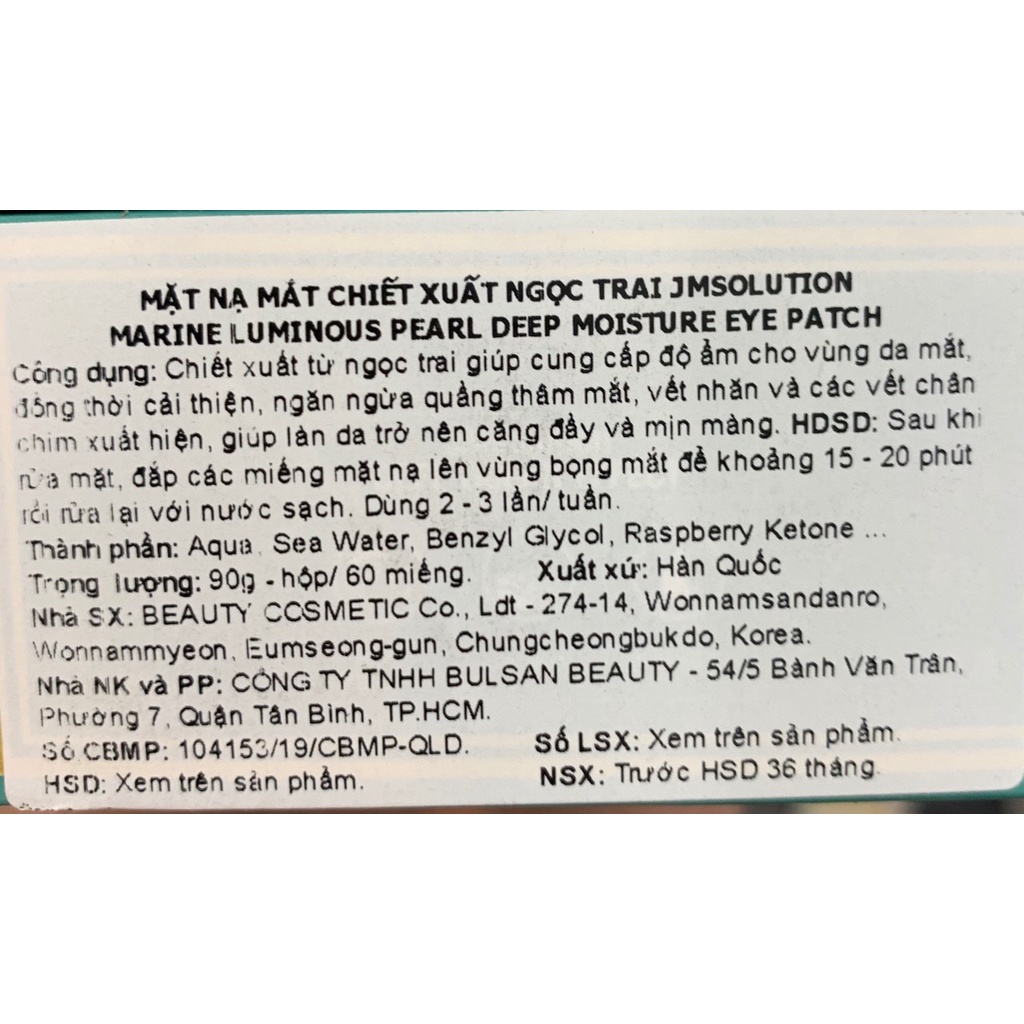 MẶT NẠ MẮT CHIẾT XUẤT NGỌC TRAI JMSOLUTION
MARINE LUMINOUS PEARL DEEP MOISTURE EYE PATCH
Công dụng: Chiết xuất từ ngọc trai giúp cung cấp độ ẩm cho vùng da mắt,
đồng thời cải thiện, ngăn ngừa quầng thâm mắt, vết nhăn và các vết chân
chim xuất hiện, giúp làn da trở nên căng đầy và mịn màng. HDSD: Sau khi
rửa mặt, đắp các miếng mặt nạ lên vùng bọng mắt để khoảng 15 - 20 phút
rồi rửa lại với nước sạch. Dùng 2 - 3 lần/ tuần.
Thành phần: Aqua, Sea Water, Benzyl Glycol, Raspberry Ketone ...
Trọng lượng: 90g - hộp/ 60 miếng. Xuất xứ: Hàn Quốc
Nhà SX: BEAUTY COSMETIC Co., Ldt - 274-14, Wonnamsandanro,
Wonnammyeon, Eumseong-gun, Chungcheongbukdo, Korea.
Nhà NK và PP: CÔNG TY TNHH BULSAN BEAUTY - 54/5 Bành Văn Trân,
Phường 7, Quận Tân Bình, TP.HCM.
Số CBMP: 104153/19/CBMP-QLD. Số LSX: Xem trên sản phẩm.
HSD: Xem trên sản phẩm. NSX: Trước HSD 36 tháng.